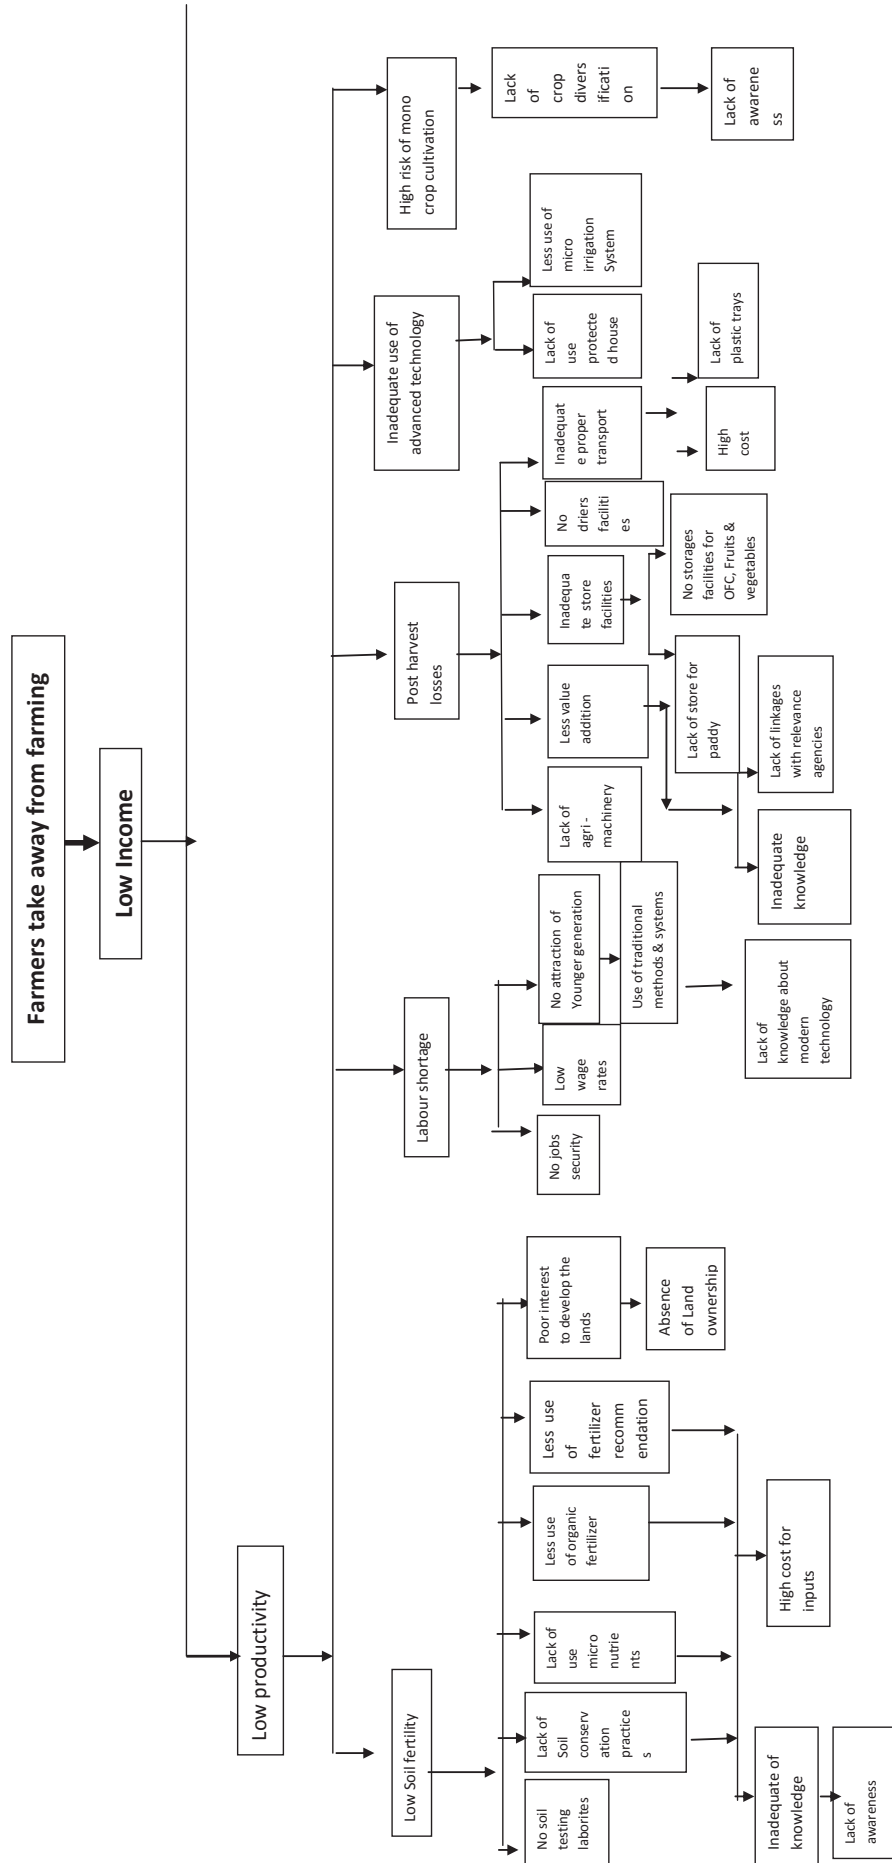 Farmers take away from farming
Low Income
Low productivity
Low Soil fertility
Labour shortage
Post harvest
losses
Inadequate use of
advanced technology
High risk of mono
crop cultivation
No soil
testing
laborites
Lack of
Soil
conserv
ation
practice
s
Lack of
use micro
nutrie
nts
Less use
of organic
fertilizer
Less use
of
fertilizer
recomm
endation
Poor interest
to develop the
lands
No jobs
security
Low
wage
rates
No attraction of
Younger generation
Lack of
agri -
machinery
Less value
addition
Inadequa
te store
facilities
No
driers
faciliti
es
Inadequat
e proper
transport
Lack of
use
protecte
d house
Less use of
micro
irrigation
System
Lack
of
crop
divers
ificati
on
Absence
of Land
ownership
Use of traditional
methods & systems
Lack of store for
paddy
No storages
facilities for
OFC, Fruits &
vegetables
High
cost
Lack of
plastic trays
Lack of
awarene
ss
Inadequate of
knowledge
High cost for
inputs
Lack of
knowledge about
modern
technology
Inadequate
knowledge
Lack of linkages
with relevance
agencies
Lack of
awareness